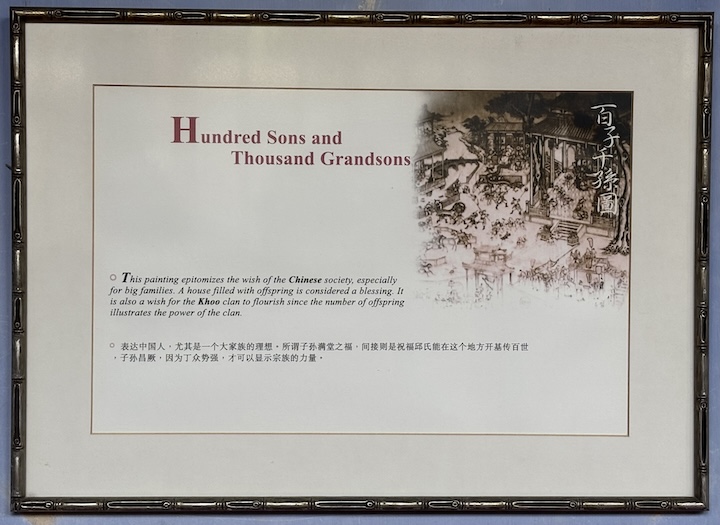 Hundred Sons and
Thousand Grandsons
百子千孫圖
○ This painting epitomizes the wish of the Chinese society, especially
for big families. A house filled with offspring is considered a blessing. It
is also a wish for the Khoo clan to flourish since the number of offspring
illustrates the power of the clan.
○ 表达中国人，尤其是一个大家族的理想。所谓子孙满堂之福，间接则是祝福邱氏能在这个地方开基传百世
，子孙昌厥，因为丁众势强，才可以显示宗族的力量。